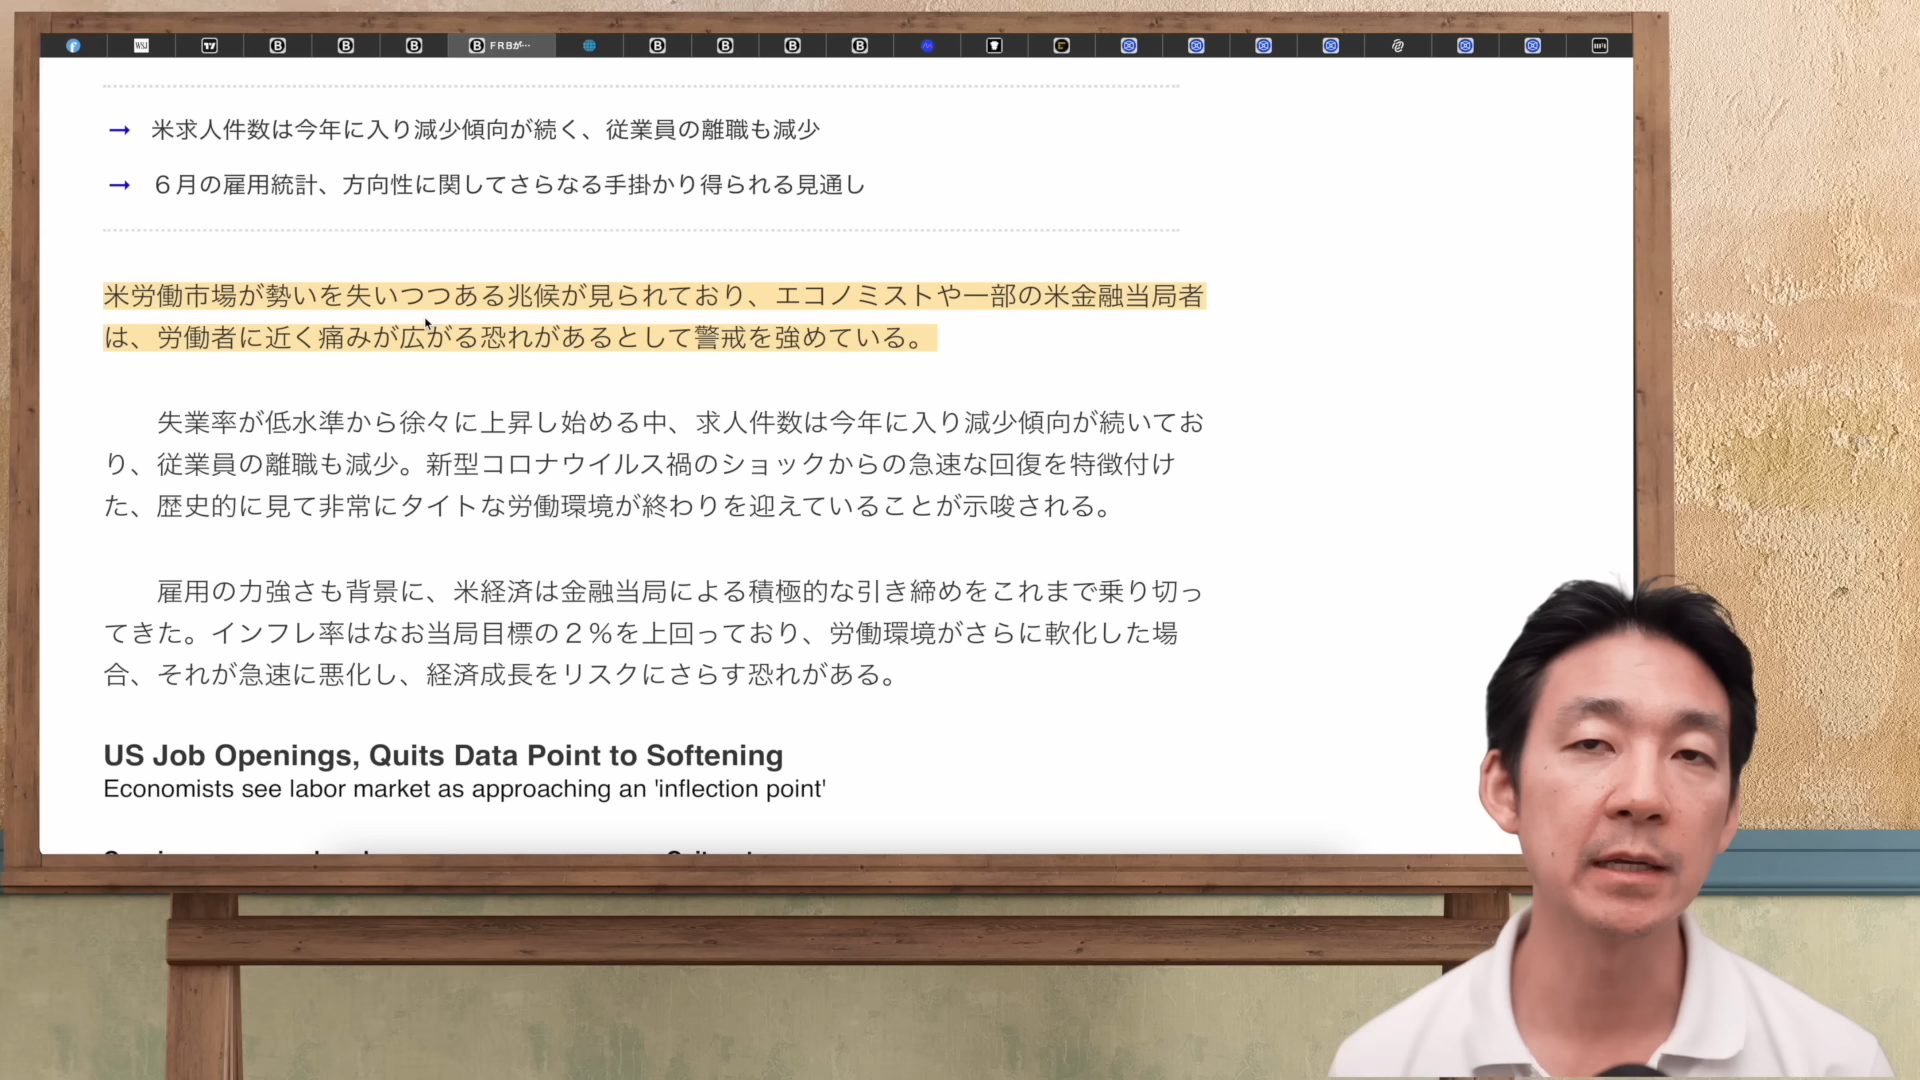 WSJ
17
B
B
B
B FRBが…
B
B
B
B
→ 米求人件数は今年に入り減少傾向が続く、従業員の離職も減少
→ ６月の雇用統計、方向性に関してさらなる手掛かり得られる見通し
米労働市場が勢いを失いつつある兆候が見られており、エコノミストや一部の米金融当局者
は、労働者に近く痛みが広がる恐れがあるとして警戒を強めている。
失業率が低水準から徐々に上昇し始める中、求人件数は今年に入り減少傾向が続いてお
り、従業員の離職も減少。新型コロナウイルス禍のショックからの急速な回復を特徴付け
た、歴史的に見て非常にタイトな労働環境が終わりを迎えていることが示唆される。
雇用の力強さも背景に、米経済は金融当局による積極的な引き締めをこれまで乗り切っ
てきた。インフレ率はなお当局目標の２％を上回っており、労働環境がさらに軟化した場
合、それが急速に悪化し、経済成長をリスクにさらす恐れがある。
US Job Openings, Quits Data Point to Softening
Economists see labor market as approaching an 'inflection point'